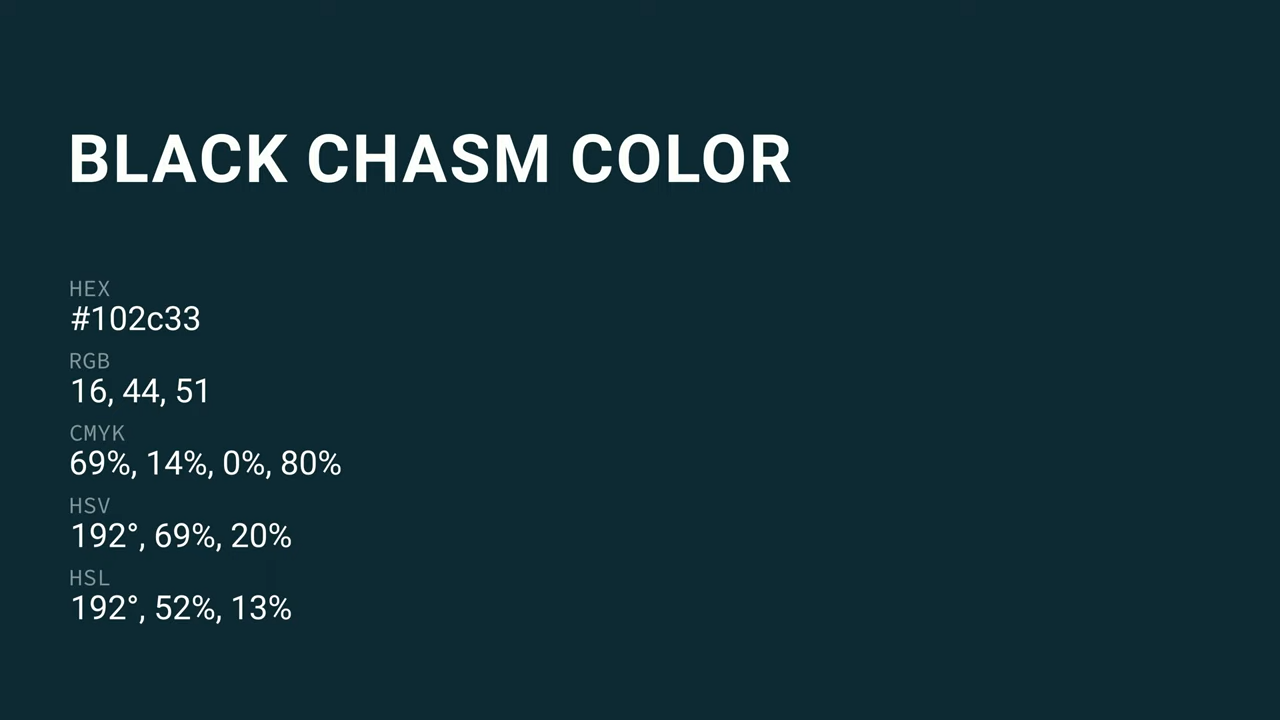 BLACK CHASM COLOR
HEX
#102c33
RGB
16, 44, 51
CMYK
69%, 14%, 0%, 80%
HSV
192°, 69%, 20%
HSL
192°, 52%, 13%